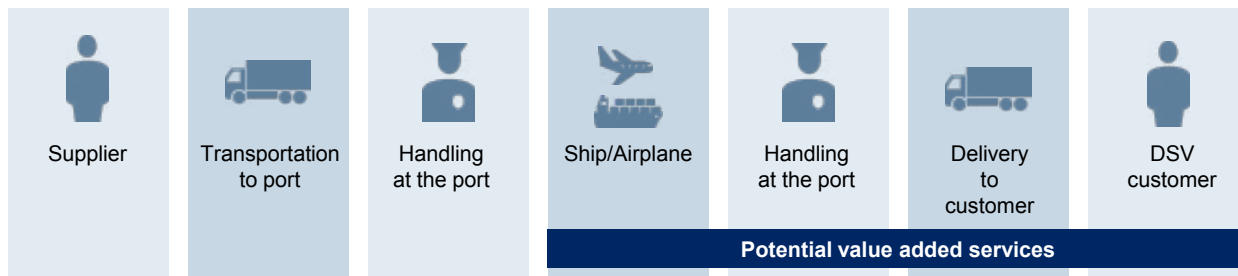 Supplier
Transportation
to port
Handling
at the port
Ship/Airplane
Handling
at the port
Delivery
to
customer
DSV
customer
Potential value added services